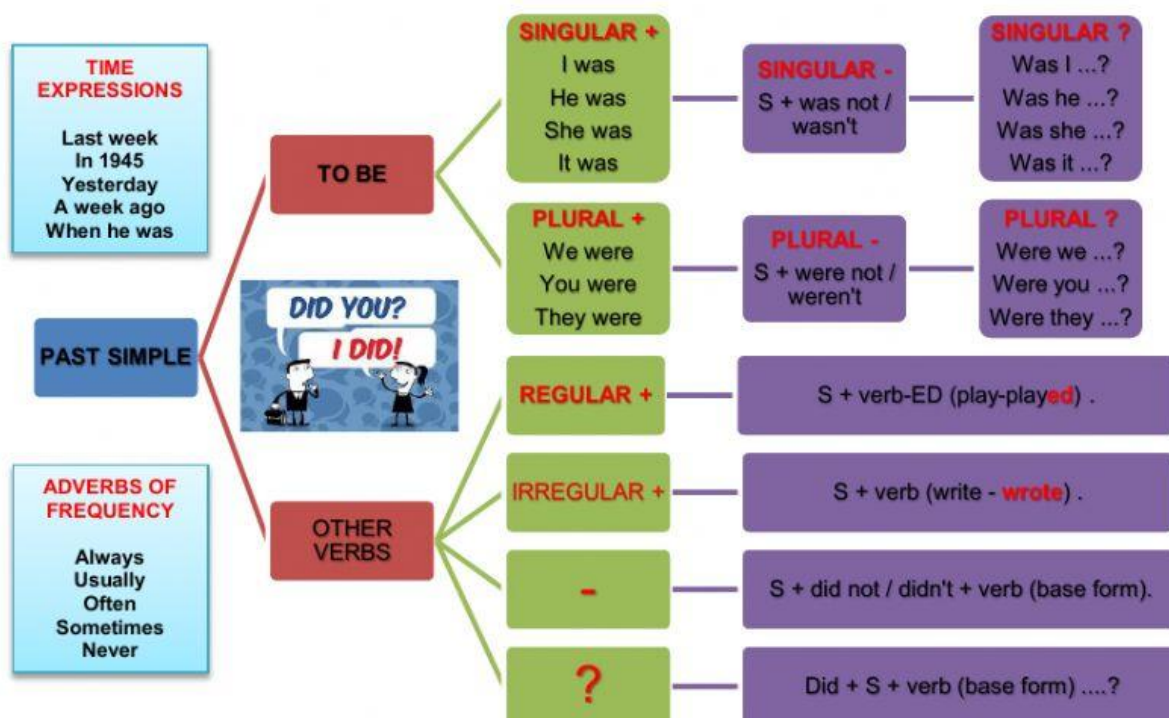 TIME
EXPRESSIONS
Last week
In 1945
Yesterday
A week ago
When he was
PAST SIMPLE
ADVERBS OF
FREQUENCY
Always
Usually
Often
Sometimes
Never
TO BE
DID YOU?
I DID!
OTHER
VERBS
SINGULAR +
I was
He was
She was
It was
SINGULAR -
S + was not /
wasn't
SINGULAR ?
Was I ...?
Was he ...?
Was she ...?
Was it ...?
PLURAL +
We were
You were
They were
PLURAL -
S + were not /
weren't
PLURAL ?
Were we ...?
Were you ...?
Were they ...?
REGULAR +
S + verb-ED (play-played) .
IRREGULAR +
S + verb (write - wrote) .
-
S + did not / didn't + verb (base form).
?
Did + S + verb (base form) ....?